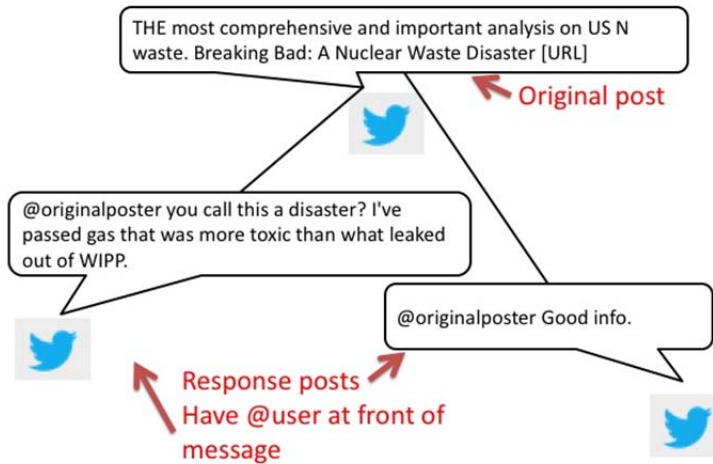 THE most comprehensive and important analysis on US N
waste. Breaking Bad: A Nuclear Waste Disaster [URL]
Original post
@originalposter you call this a disaster? I've
passed gas that was more toxic than what leaked
out of WIPP.
@originalposter Good info.
Response posts
Have @user at front of
message